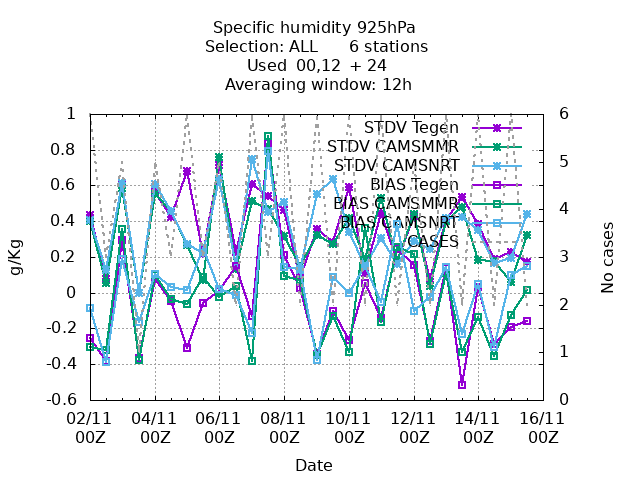 Specific humidity 925hPa
Selection: ALL 6 stations
Used 00,12 + 24
Averaging window: 12h
1
0.8
0.6
0.4
0.2
0
-0.2
-0.4
-0.6
g/Kg
6
5
4
3
2
1
0
No cases
STDV Tegen
STDV CAMSMMR
STDV CAMSNRT
BIAS Tegen
BIAS CAMSMMR
BIAS CAMSNRT
CASES
02/11 04/11 06/11 08/11 10/11 12/11 14/11 16/11
00Z 00Z 00Z 00Z 00Z 00Z 00Z 00Z
Date